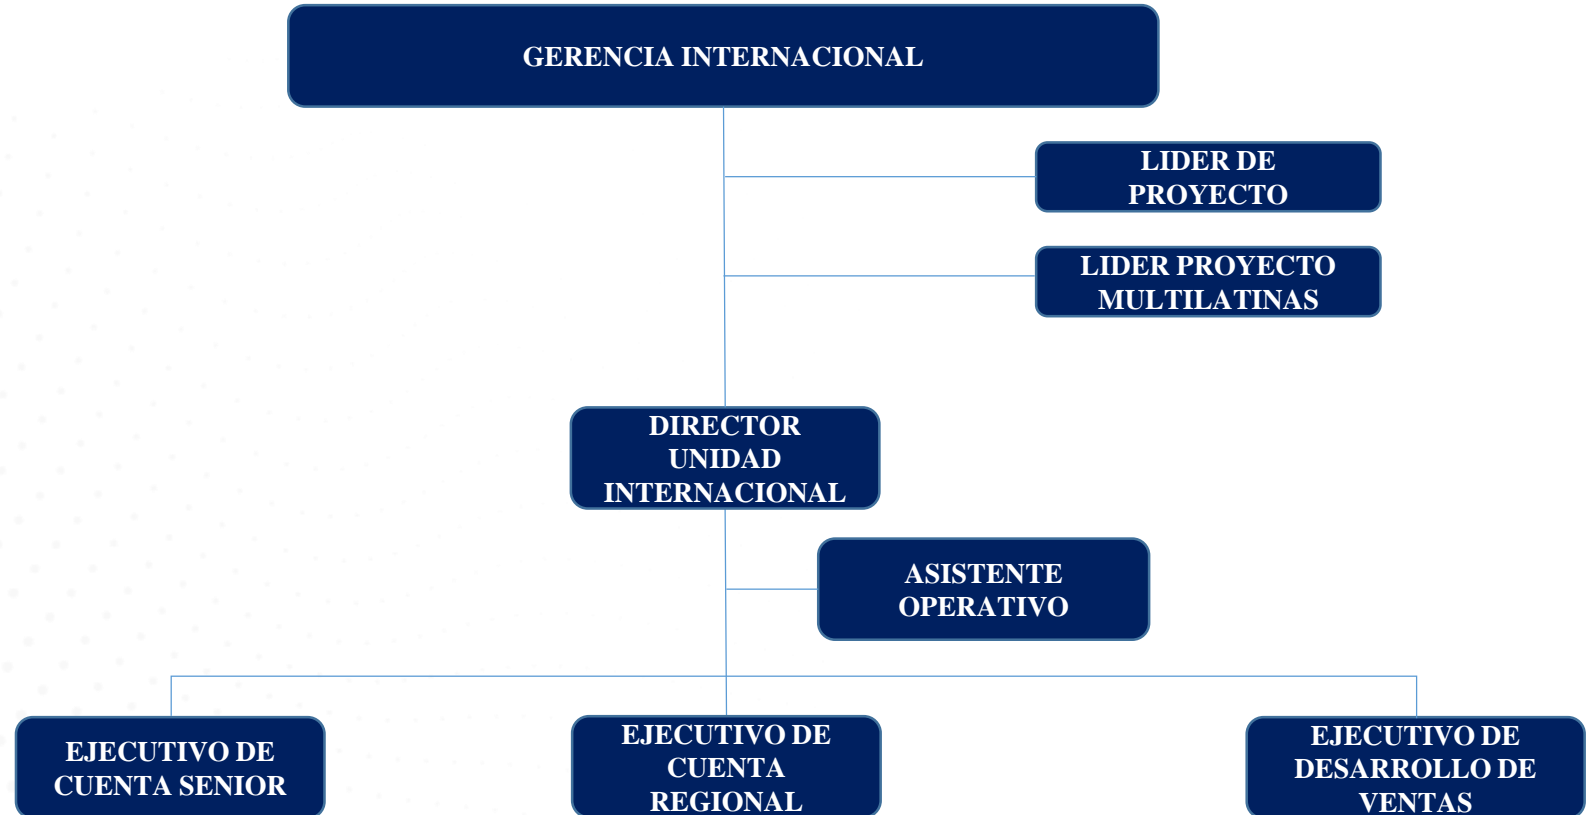 GERENCIA INTERNACIONAL
LIDER DE
PROYECTO
LIDER PROYECTO
MULTILATINAS
DIRECTOR
UNIDAD
INTERNACIONAL
ASISTENTE
OPERATIVO
EJECUTIVO DE
CUENTA SENIOR
EJECUTIVO DE
CUENTA
REGIONAL
EJECUTIVO DE
DESARROLLO DE
VENTAS